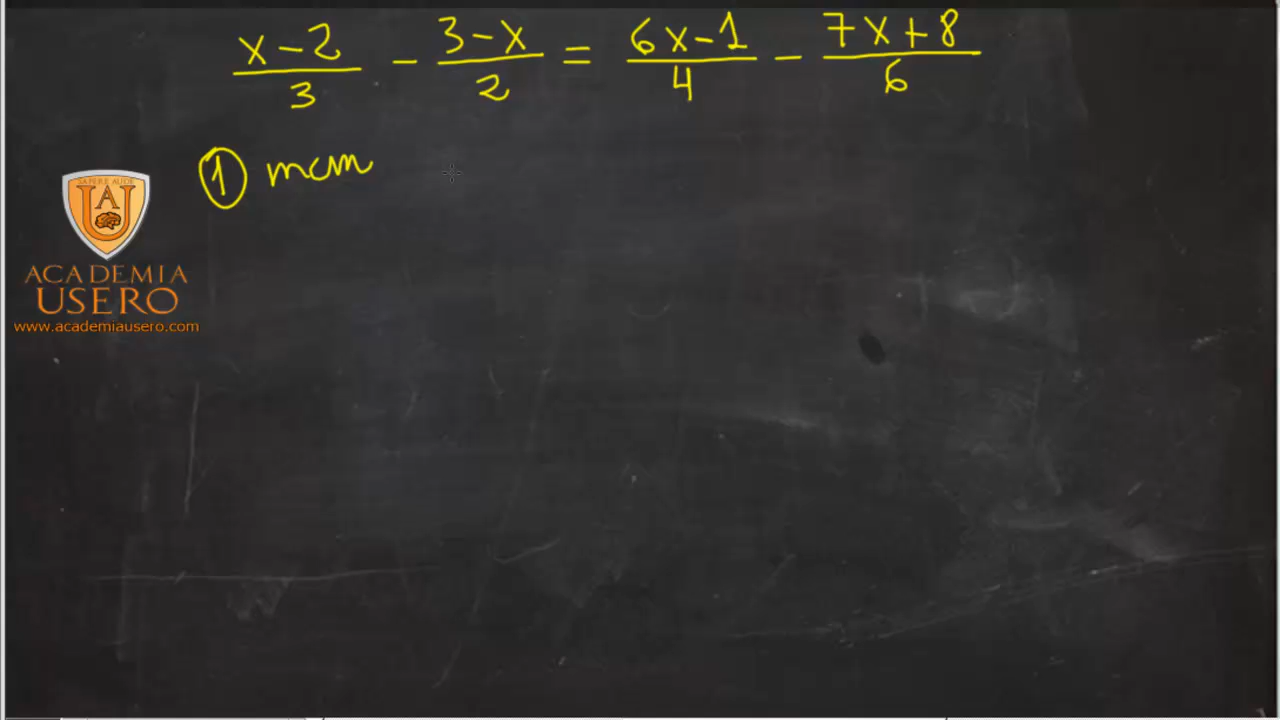 x-2/3 - 3-x/2 = 6x-1/4 - 7x+8/6
① mcm
SAPERE AUDE
UA
ACADEMIA
USERO
www.academiausero.com